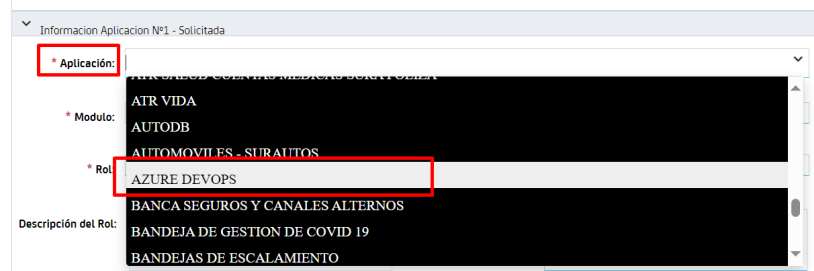 Informacion Aplicacion Nº1 - Solicitada
* Aplicación:
ATR SALUD CUENTAS MEDICAS SURA POLIZA
ATR VIDA
* Modulo:
AUTODB
AUTOMOVILES - SURAUTOS
* Rol:
AZURE DEVOPS
BANCA SEGUROS Y CANALES ALTERNOS
Descripción del Rol:
BANDEJA DE GESTION DE COVID 19
BANDEJAS DE ESCALAMIENTO